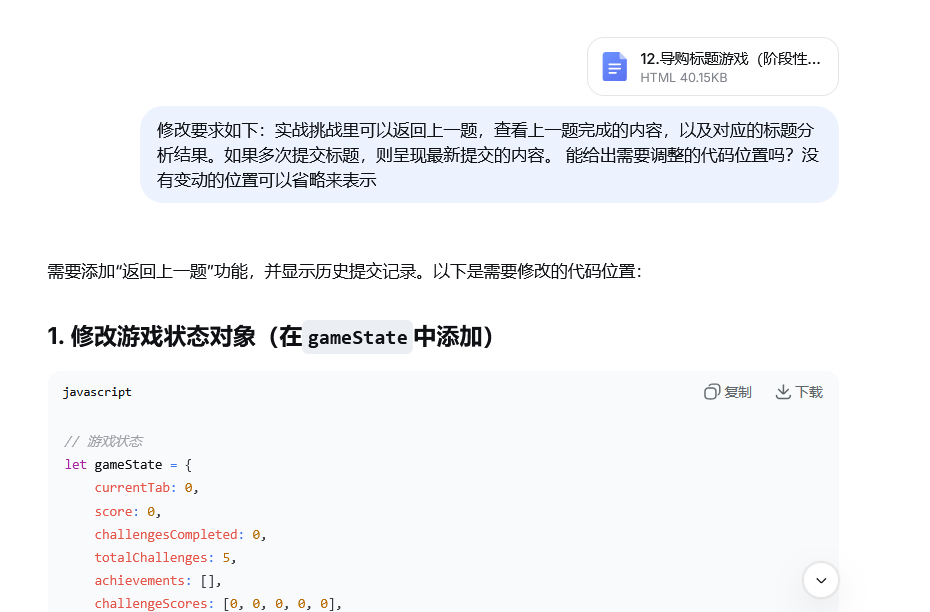 12.导购标题游戏（阶段性...
HTML 40.15KB
修改要求如下：实战挑战里可以返回上一题，查看上一题完成的内容，以及对应的标题分
析结果。如果多次提交标题，则呈现最新提交的内容。 能给出需要调整的代码位置吗？没
有变动的位置可以省略来表示
需要添加“返回上一题”功能，并显示历史提交记录。以下是需要修改的代码位置：
1. 修改游戏状态对象（在 gameState 中添加）
javascript
复制
下载
// 游戏状态
let gameState = {
currentTab: 0,
score: 0,
challengesCompleted: 0,
totalChallenges: 5,
achievements: [],
challengeScores: [0, 0, 0, 0, 0],